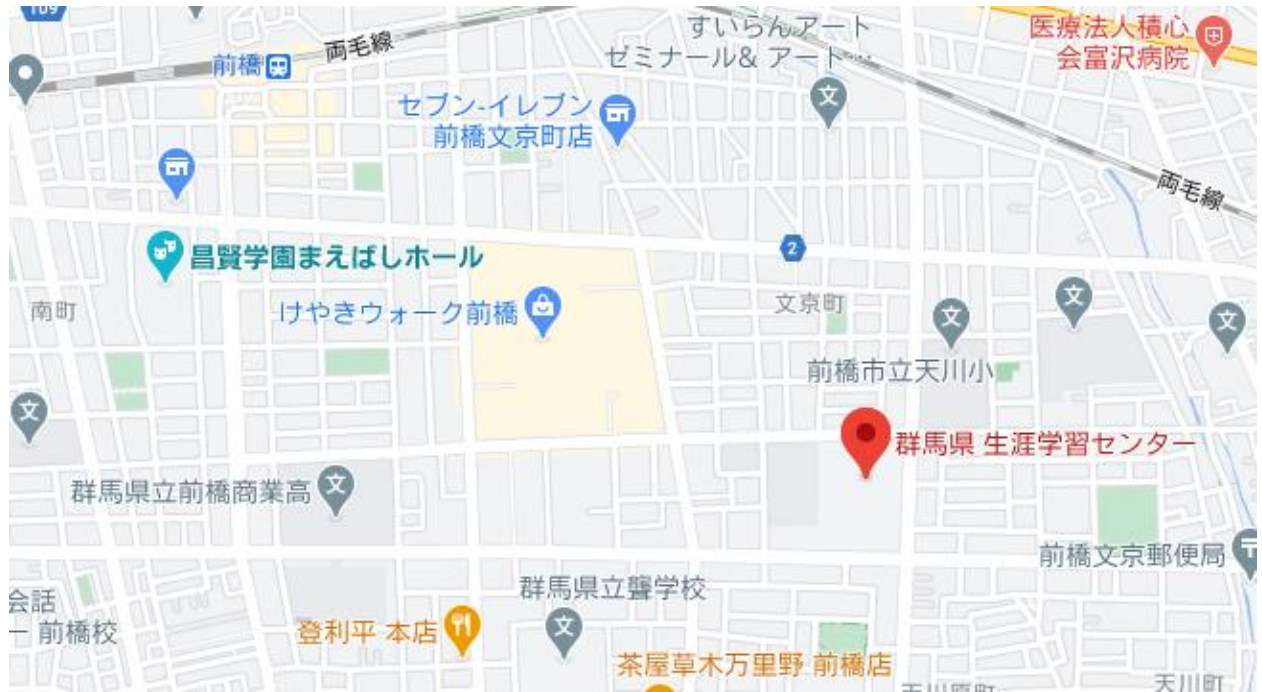 109
両毛線
前橋
すいらんアート
ゼミナール& アート…
医療法人積心
会富沢病院
セブン-イレブン
前橋文京町店
両毛線
昌賢学園まえばしホール
2
南町
けやきウォーク前橋
文京町
前橋市立天川小
群馬県 生涯学習センター
群馬県立前橋商業高
前橋文京郵便局
群馬県立聾学校
会話
ー 前橋校
登利平 本店
茶屋草木万里野 前橋店
天川原町
天川町